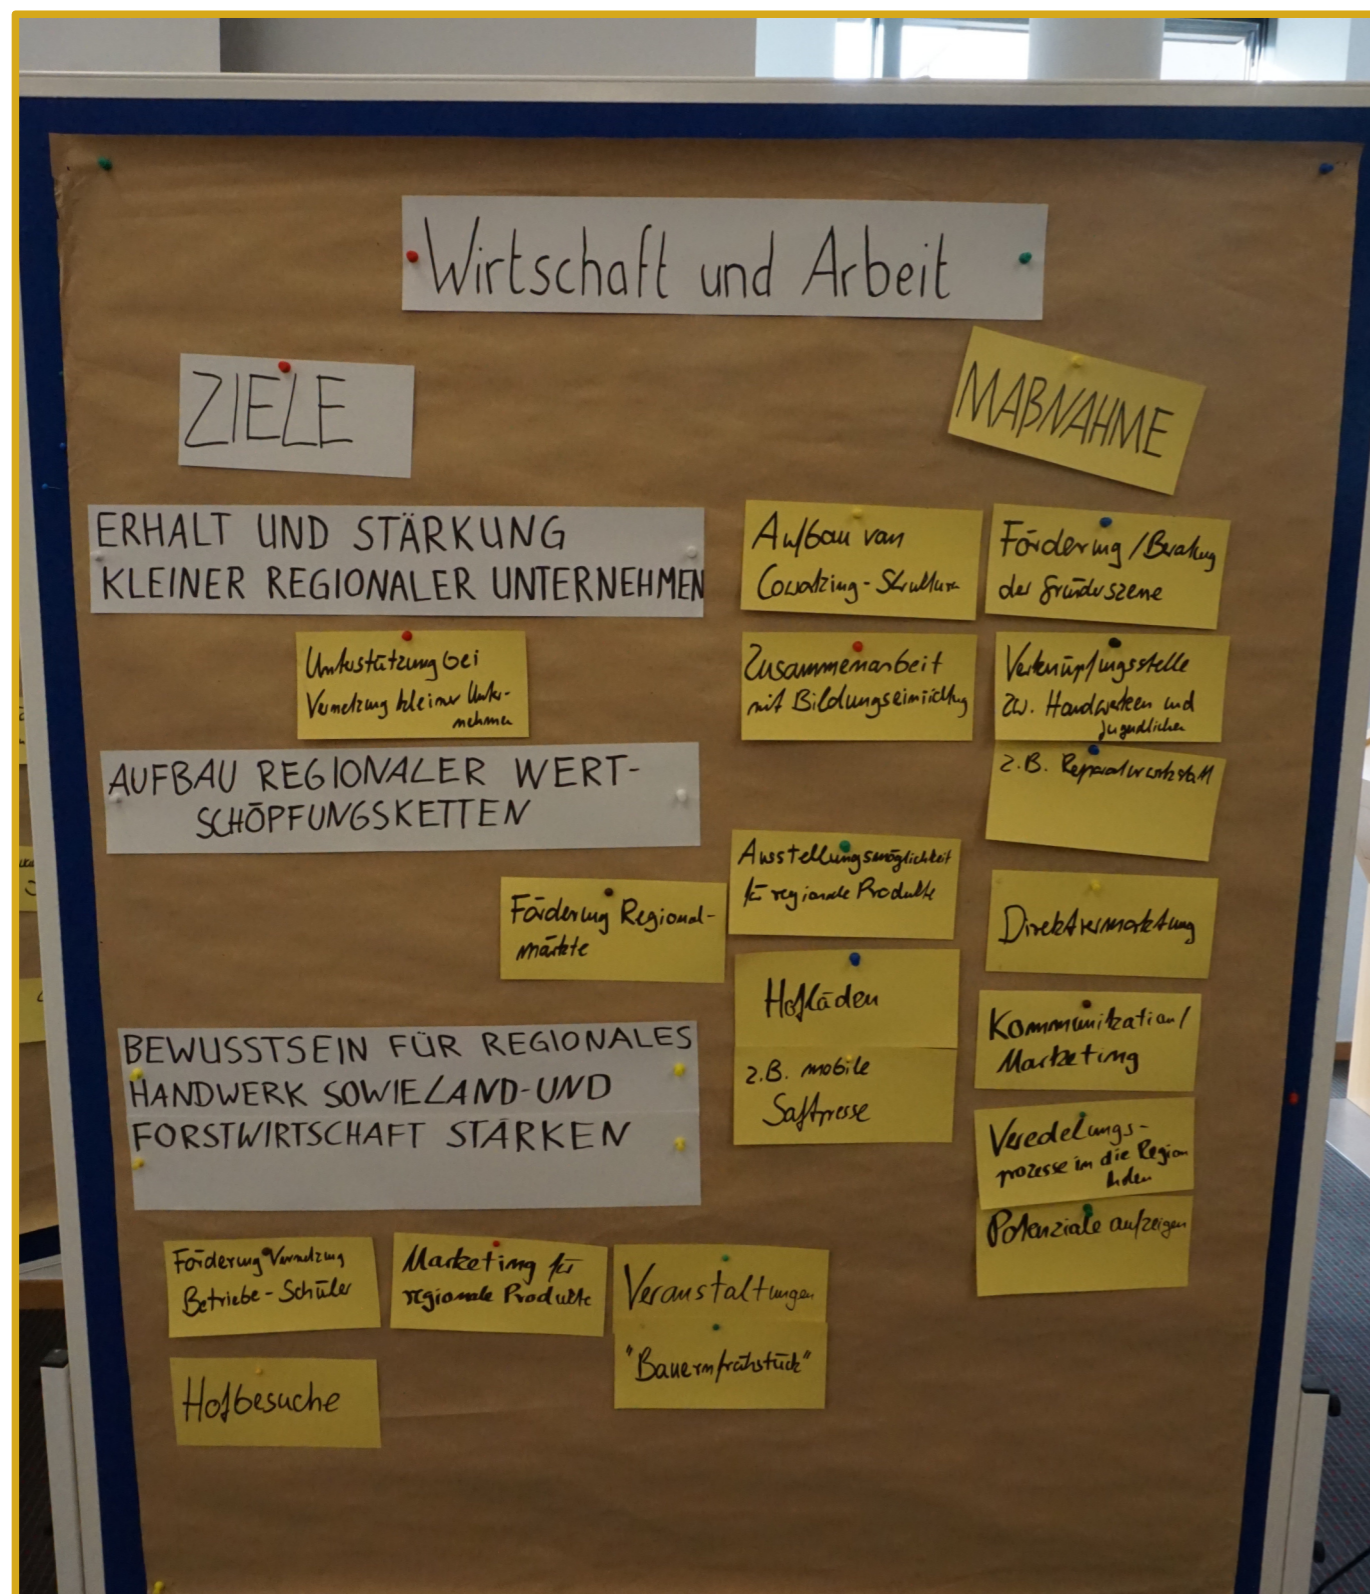 Wirtschaft und Arbeit
ZIELE
MAßNAHME
ERHALT UND STÄRKUNG
KLEINER REGIONALER UNTERNEHMEN
Aufbau von
Coworking-Struktur
Förderung / Beratung
der Gründerszene
Unterstützung bei
Vernetzung kleiner Unter-
nehmen
Zusammenarbeit
mit Bildungseinrichtung
Verknüpfungsstelle
zw. Handwerkern und
Jugendlichen
z.B. Reparaturwerkstatt
AUFBAU REGIONALER WERT-
SCHÖPFUNGSKETTEN
Förderung Regional-
märkte
Ausstellungsmöglichkeit
für regionale Produkte
Hofläden
z.B. mobile
Saftpresse
Direktvermarktung
Kommunikation/
Marketing
Veredelungs-
prozesse in die Region
holen
Potenziale aufzeigen
BEWUSSTSEIN FÜR REGIONALES
HANDWERK SOWIE LAND-UND
FORSTWIRTSCHAFT STÄRKEN
Förderung Vernetzung
Betriebe-Schüler
Marketing für
regionale Produkte
Veranstaltungen
"Bauernfrühstück"
Hofbesuche